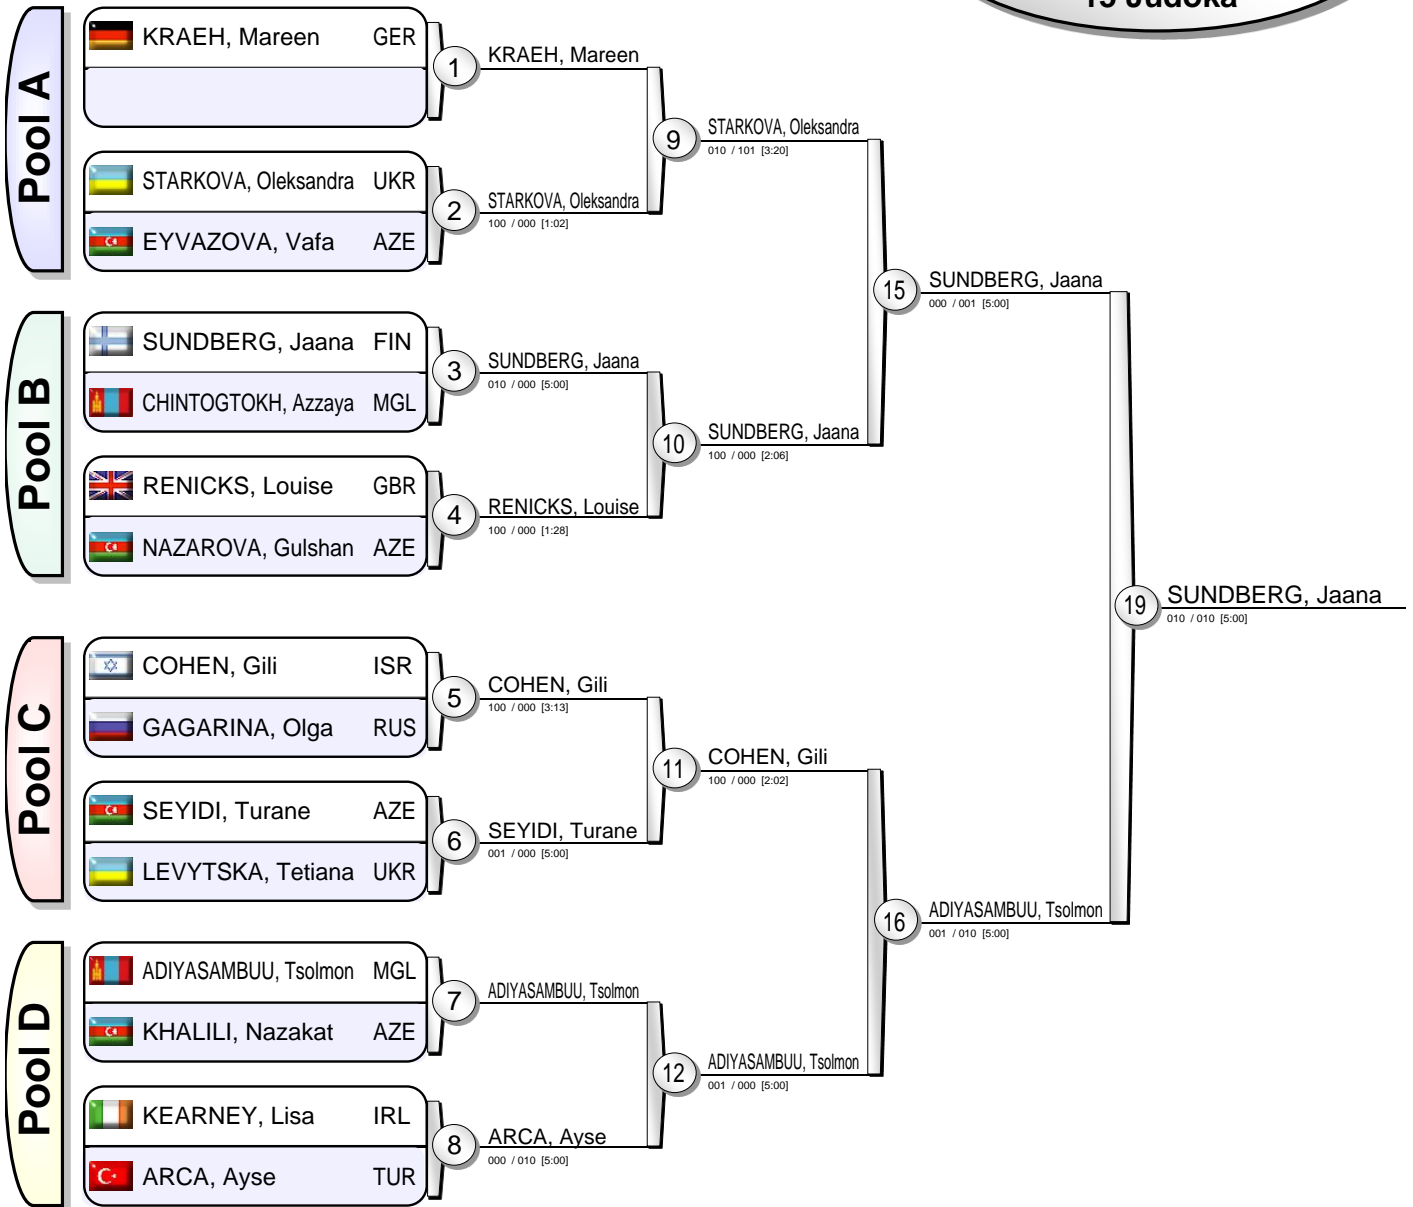 15 Judoka
Pool A
KRAEH, Mareen GER
STARKOVA, Oleksandra UKR
EYVAZOVA, Vafa AZE
Pool B
SUNDBERG, Jaana FIN
CHINTOGTOKH, Azzaya MGL
RENICKS, Louise GBR
NAZAROVA, Gulshan AZE
Pool C
COHEN, Gili ISR
GAGARINA, Olga RUS
SEYIDI, Turane AZE
LEVYTSKA, Tetiana UKR
Pool D
ADIYASAMBUU, Tsolmon MGL
KHALILI, Nazakat AZE
KEARNEY, Lisa IRL
ARCA, Ayse TUR
1 KRAEH, Mareen
2 STARKOVA, Oleksandra
100 / 000 [1:02]
3 SUNDBERG, Jaana
010 / 000 [5:00]
4 RENICKS, Louise
100 / 000 [1:28]
5 COHEN, Gili
100 / 000 [3:13]
6 SEYIDI, Turane
001 / 000 [5:00]
7 ADIYASAMBUU, Tsolmon
8 ARCA, Ayse
000 / 010 [5:00]
9 STARKOVA, Oleksandra
010 / 101 [3:20]
10 SUNDBERG, Jaana
100 / 000 [2:06]
11 COHEN, Gili
100 / 000 [2:02]
12 ADIYASAMBUU, Tsolmon
001 / 000 [5:00]
15 SUNDBERG, Jaana
000 / 001 [5:00]
16 ADIYASAMBUU, Tsolmon
001 / 010 [5:00]
19 SUNDBERG, Jaana
010 / 010 [5:00]